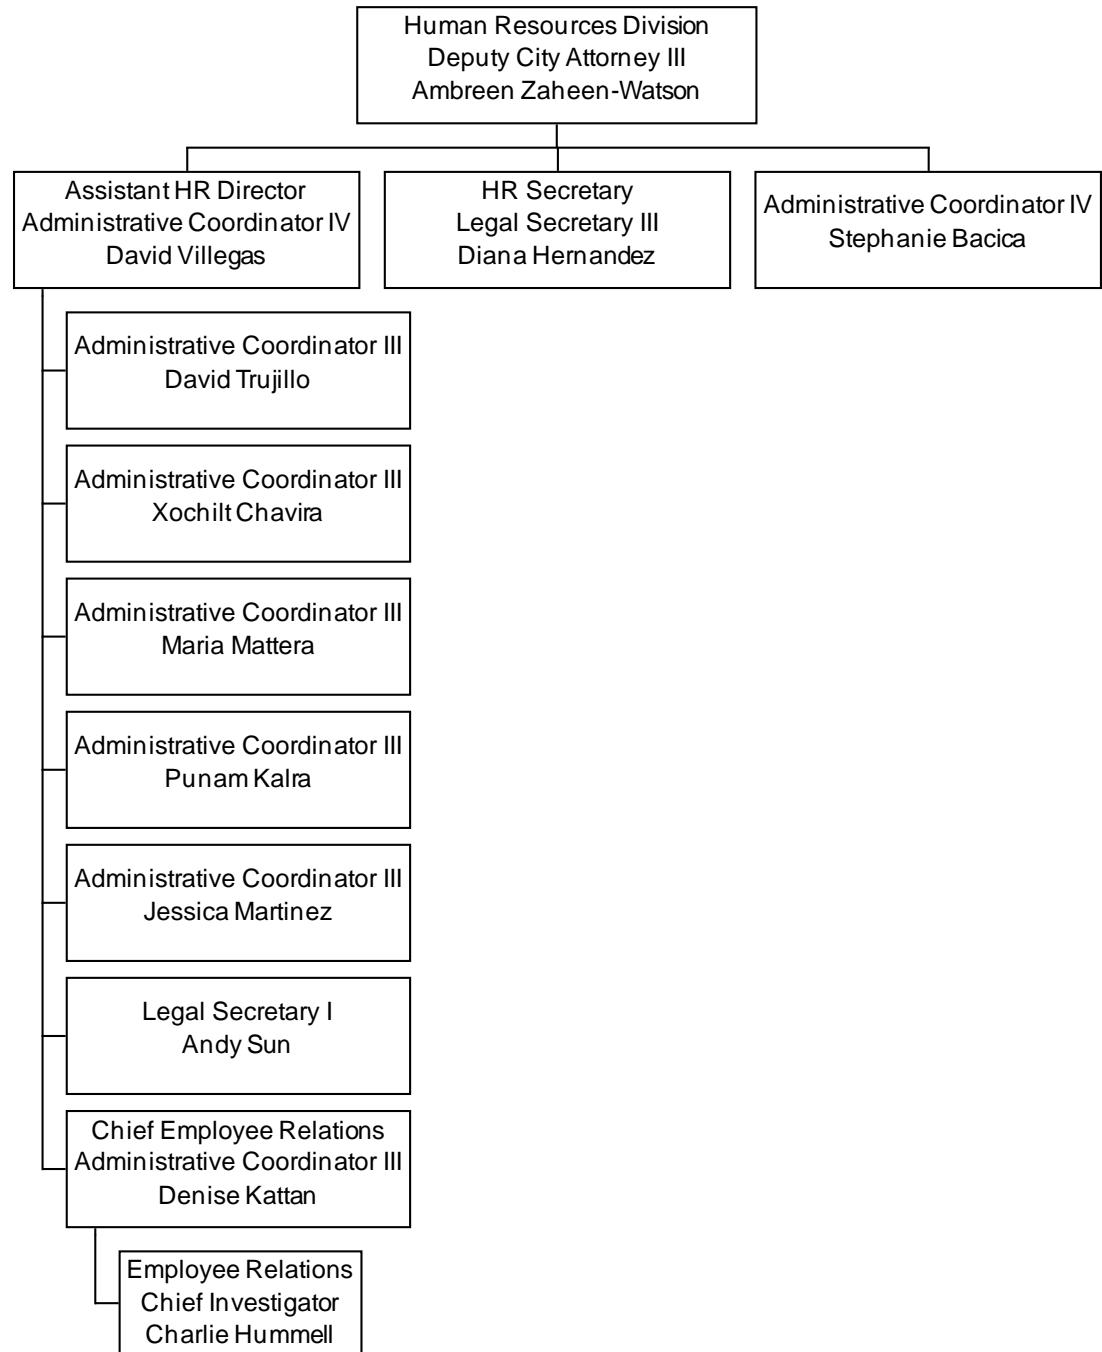 Human Resources Division
Deputy City Attorney III
Ambreen Zaheen-Watson
Assistant HR Director
Administrative Coordinator IV
David Villegas
HR Secretary
Legal Secretary III
Diana Hernandez
Administrative Coordinator IV
Stephanie Bacica
Administrative Coordinator III
David Trujillo
Administrative Coordinator III
Xochilt Chavira
Administrative Coordinator III
Maria Mattera
Administrative Coordinator III
Punam Kalra
Administrative Coordinator III
Jessica Martinez
Legal Secretary I
Andy Sun
Chief Employee Relations
Administrative Coordinator III
Denise Kattan
Employee Relations
Chief Investigator
Charlie Hummell